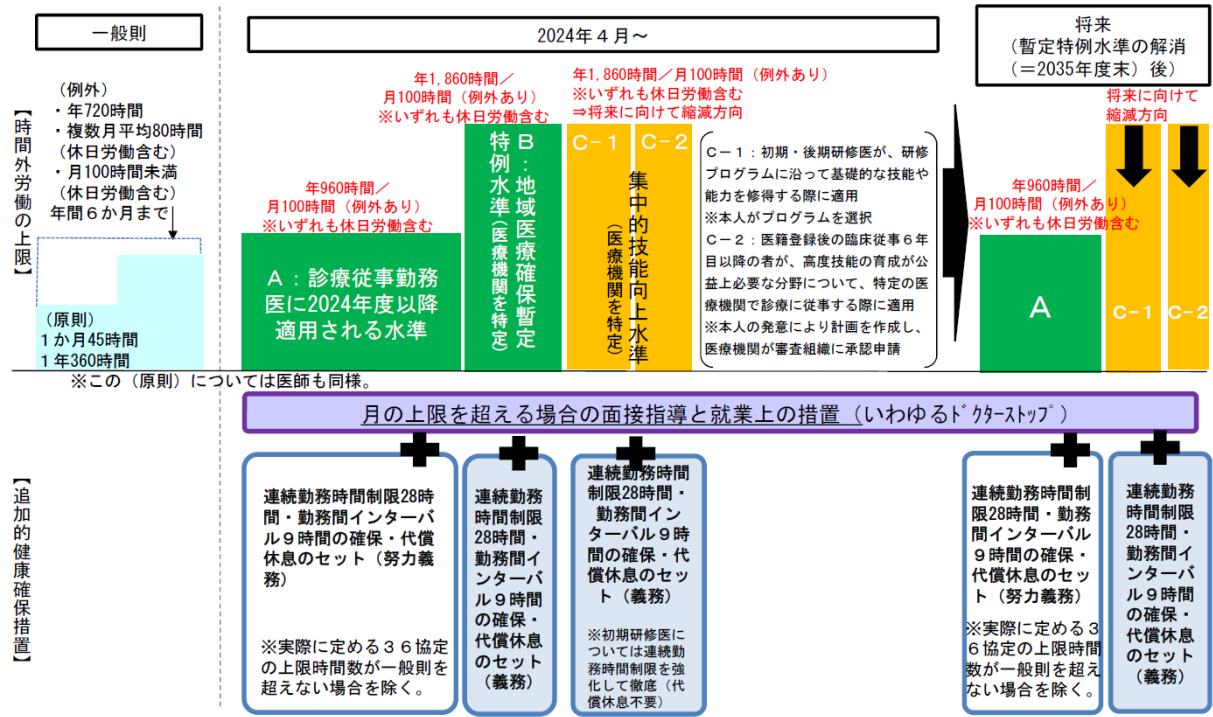 一般則
2024年４月～
将来
（暫定特例水準の解消
（＝2035年度末）後）
【時間外労働の上限】
（例外）
・年720時間
・複数月平均80時間
（休日労働含む）
・月100時間未満
（休日労働含む）
年間６か月まで
（原則）
１か月45時間
１年360時間
※この（原則）については医師も同様。
年960時間／
月100時間（例外あり）
※いずれも休日労働含む
Ａ：診療従事勤務
医に2024年度以降
適用される水準
年1,860時間／
月100時間（例外あり）
※いずれも休日労働含む
Ｂ：地域医療確保暫定
特例水準（医療機関を特定）
年1,860時間／月100時間（例外あり）
※いずれも休日労働含む
⇒将来に向けて縮減方向
Ｃ－１
Ｃ－２
集中的技能向上水準
（医療機関を特定）
Ｃ－１：初期・後期研修医が、研修
プログラムに沿って基礎的な技能や
能力を修得する際に適用
※本人がプログラムを選択
Ｃ－２：医籍登録後の臨床従事６年
目以降の者が、高度技能の育成が公
益上必要な分野について、特定の医
療機関で診療に従事する際に適用
※本人の発意により計画を作成し、
医療機関が審査組織に承認申請
年960時間／
月100時間（例外あり）
※いずれも休日労働含む
Ａ
将来に向けて
縮減方向
Ｃ－１
Ｃ－２
月の上限を超える場合の面接指導と就業上の措置（いわゆるﾄﾞｸﾀｰｽﾄｯﾌﾟ）
【追加的健康確保措置】
連続勤務時間制限28時
間・勤務間インターバ
ル９時間の確保・代償
休息のセット（努力義
務）
※実際に定める３６協定
の上限時間数が一般則を
超えない場合を除く。
連続勤務
時間制限
28時間・
勤務間イ
ンターバ
ル９時間
の確保・
代償休息
のセット
（義務）
連続勤務時間
制限28時間・
勤務間イン
ターバル９時
間の確保・代
償休息のセッ
ト（義務）
※初期研修医に
ついては連続勤
務時間制限を強
化して徹底（代
償休息不要）
連続勤務時間制
限28時間・勤務
間インターバル
９時間の確保・
代償休息のセッ
ト（努力義務）
※実際に定める３
６協定の上限時間
数が一般則を超え
ない場合を除く。
連続勤務
時間制限
28時間・
勤務間イ
ンターバ
ル９時間
の確保・
代償休息
のセット
（義務）